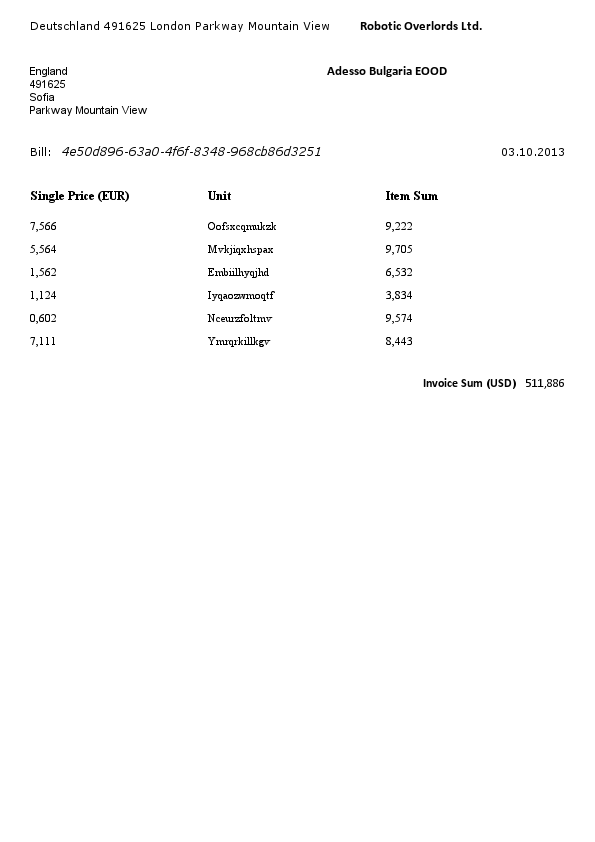 Deutschland 491625 London Parkway Mountain View Robotic Overlords Ltd.
England Adesso Bulgaria EOOD
491625
Sofia
Parkway Mountain View
Bill: 4e50d896-63a0-4f6f-8348-968cb86d3251 03.10.2013
Single Price (EUR) Unit Item Sum
7,566 Oofsxcqmukzk 9,222
5,564 Mvkjiqxhspax 9,705
1,562 Embiilhyqjhd 6,532
1,124 Iyqaozwmoqtf 3,834
0,602 Nceurzfoltmv 9,574
7,111 Ymrqrkillkgv 8,443
Invoice Sum (USD) 511,886